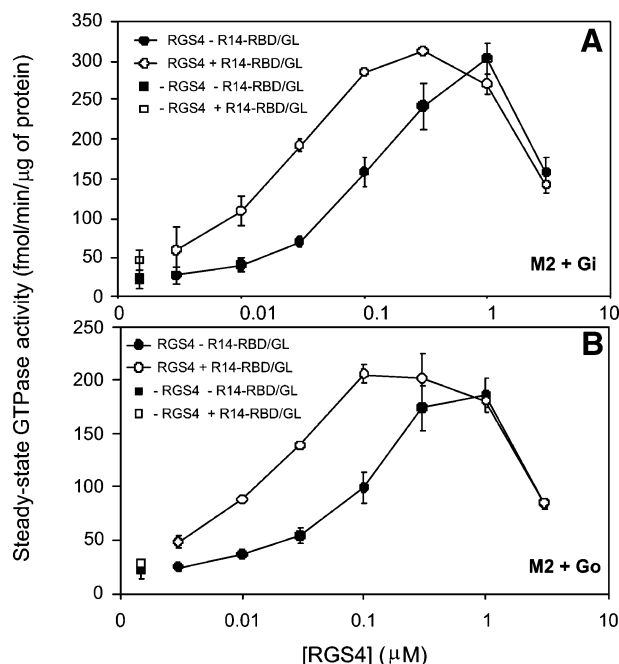 Steady-state GTPase activity (fmol/min/µg of protein)
A
350
300
250
200
150
100
50
0
RGS4 - R14-RBD/GL
RGS4 + R14-RBD/GL
- RGS4 - R14-RBD/GL
- RGS4 + R14-RBD/GL
M2 + Gi
0 0.01 0.1 1 10
B
250
200
150
100
50
0
RGS4 - R14-RBD/GL
RGS4 + R14-RBD/GL
- RGS4 - R14-RBD/GL
- RGS4 + R14-RBD/GL
M2 + Go
0 0.01 0.1 1 10
[RGS4] (µM)